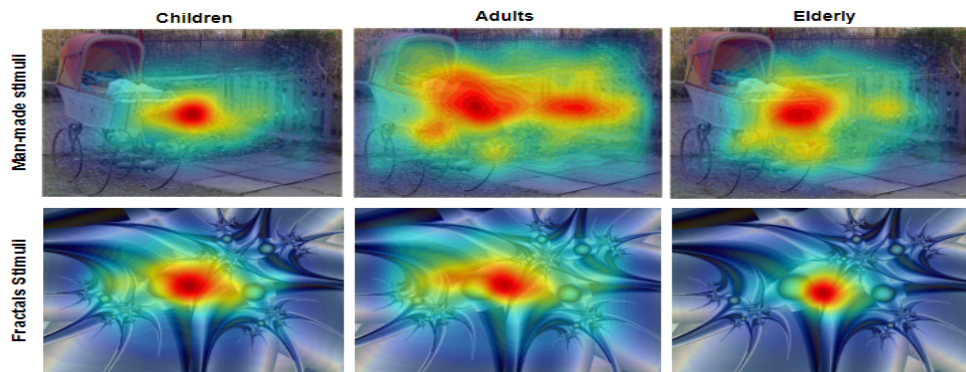 Children
Adults
Elderly
Man-made stimuli
Fractals Stimuli